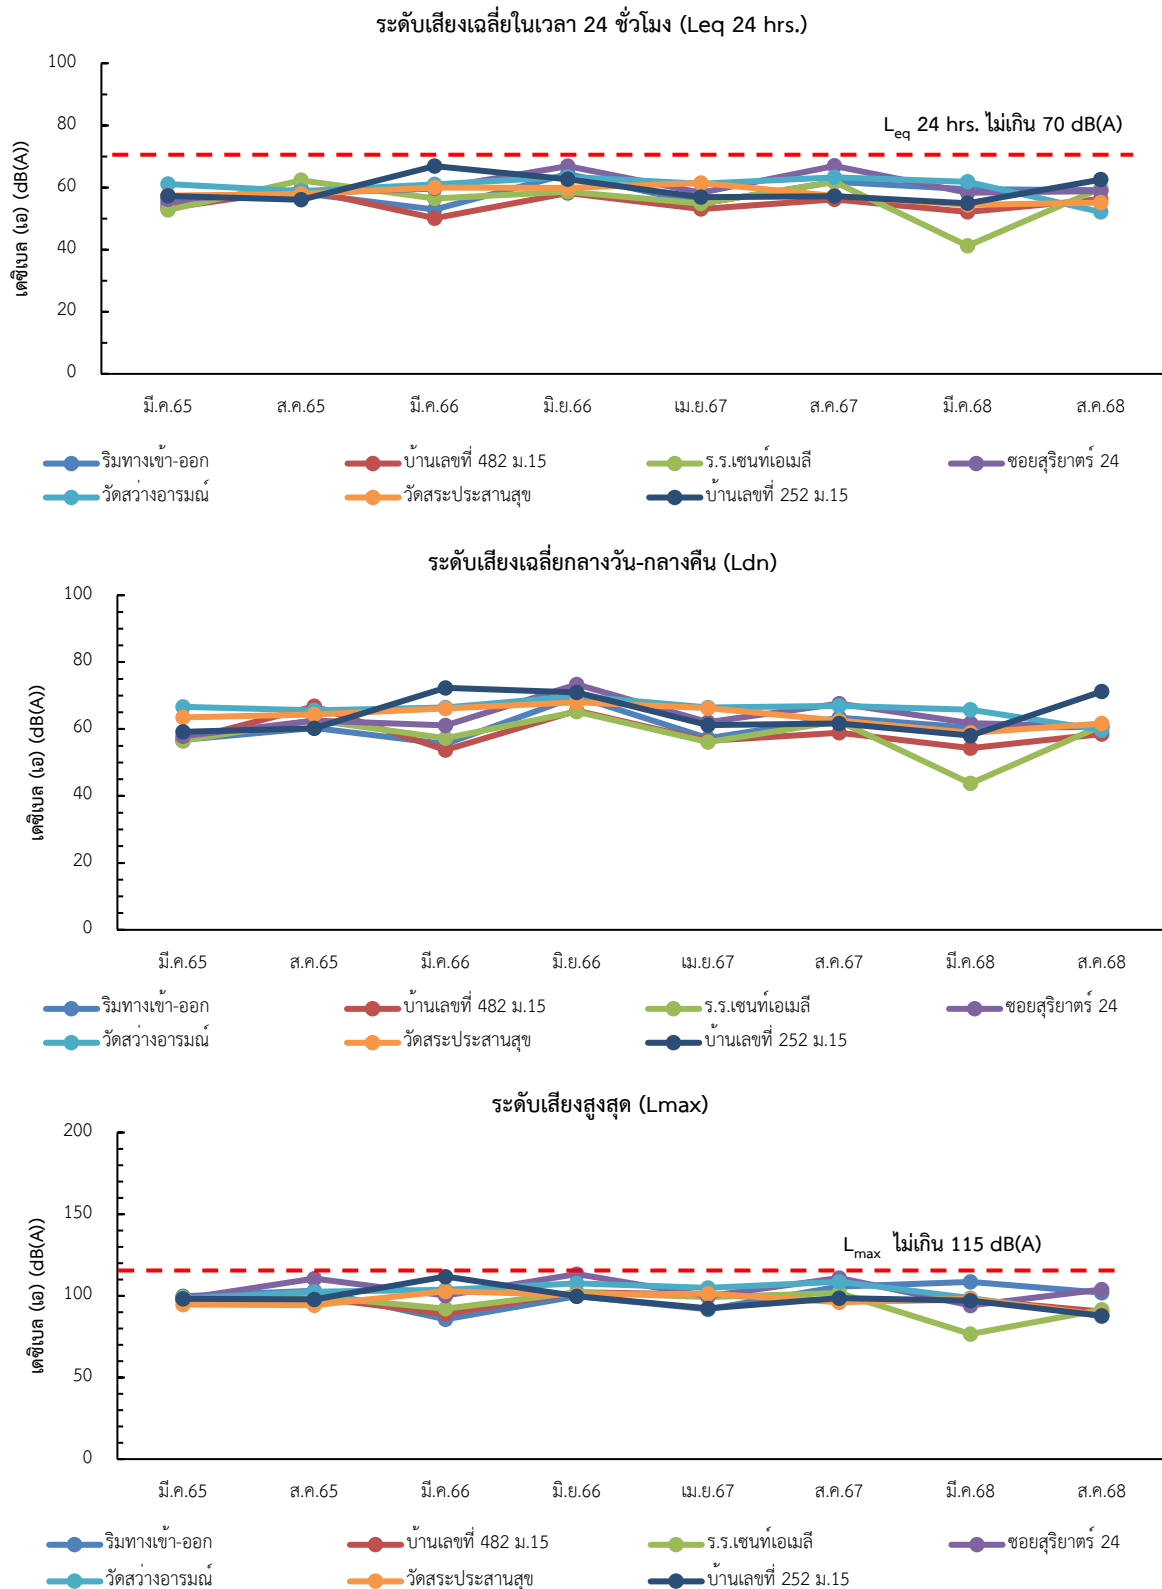 ระดับเสียงเฉลี่ยในเวลา 24 ชั่วโมง (Leq 24 hrs.)
เดซิเบล (เอ) (dB(A))
100
80
60
40
20
0
Leq 24 hrs. ไม่เกิน 70 dB(A)
มี.ค.65 ส.ค.65 มี.ค.66 มิ.ย.66 เม.ย.67 ส.ค.67 มี.ค.68 ส.ค.68
ริมทางเข้า-ออก บ้านเลขที่ 482 ม.15 ร.ร.เซนท์เอเมลี ซอยสุริยาตร์ 24
วัดสว่างอารมณ์ วัดสระประสานสุข บ้านเลขที่ 252 ม.15
ระดับเสียงเฉลี่ยกลางวัน-กลางคืน (Ldn)
เดซิเบล (เอ) (dB(A))
100
80
60
40
20
0
มี.ค.65 ส.ค.65 มี.ค.66 มิ.ย.66 เม.ย.67 ส.ค.67 มี.ค.68 ส.ค.68
ริมทางเข้า-ออก บ้านเลขที่ 482 ม.15 ร.ร.เซนท์เอเมลี ซอยสุริยาตร์ 24
วัดสว่างอารมณ์ วัดสระประสานสุข บ้านเลขที่ 252 ม.15
ระดับเสียงสูงสุด (Lmax)
เดซิเบล (เอ) (dB(A))
200
150
100
50
0
Lmax ไม่เกิน 115 dB(A)
มี.ค.65 ส.ค.65 มี.ค.66 มิ.ย.66 เม.ย.67 ส.ค.67 มี.ค.68 ส.ค.68
ริมทางเข้า-ออก บ้านเลขที่ 482 ม.15 ร.ร.เซนท์เอเมลี ซอยสุริยาตร์ 24
วัดสว่างอารมณ์ วัดสระประสานสุข บ้านเลขที่ 252 ม.15